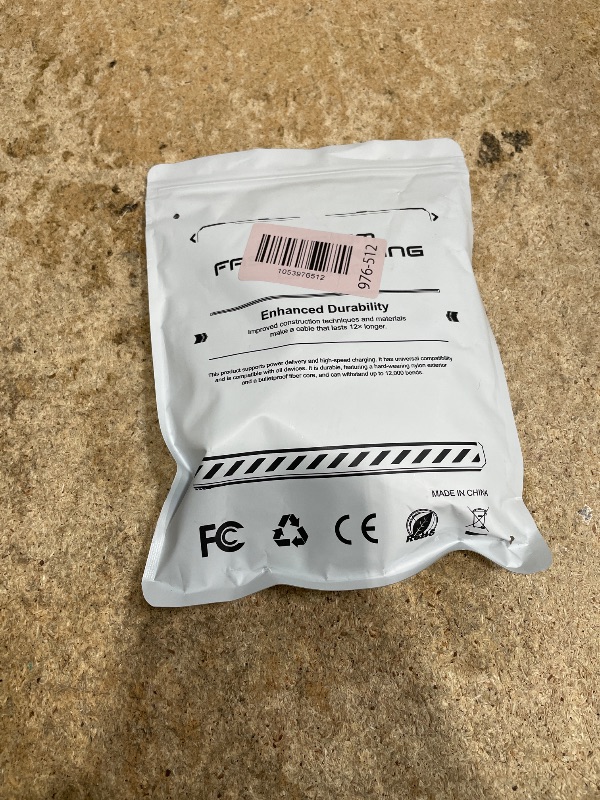 1053976512
976-512
Enhanced Durability
Improved construction techniques and materials
make a cable that lasts 12× longer.
This product supports power delivery and high-speed charging. It has universal compatibility
and is compatible with all devices. It is durable, featuring a hard-wearing nylon exterior
and a bulletproof fiber core, and can withstand up to 12,000 bends.
MADE IN CHINA
FC
CE
RoHS